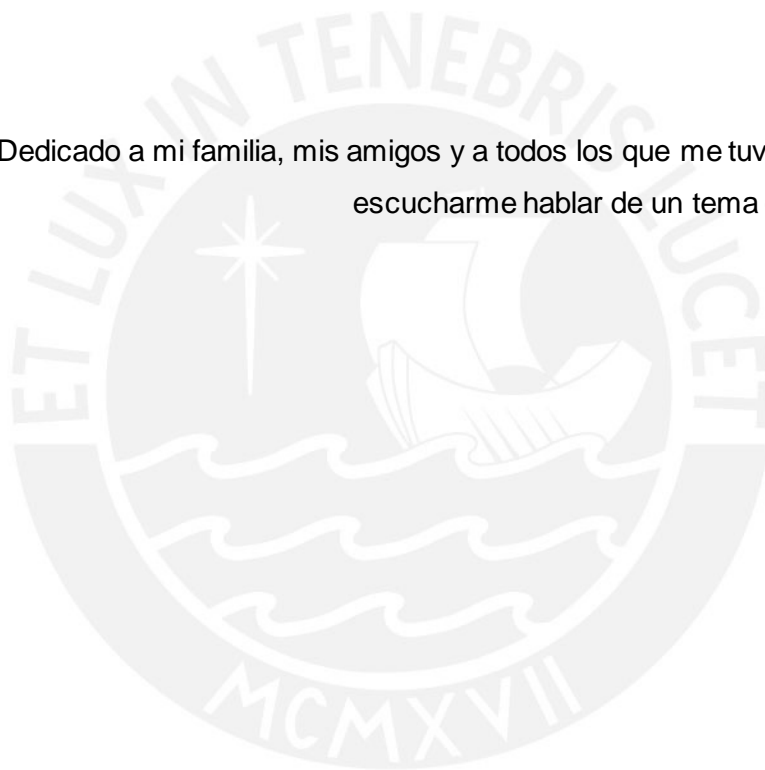 Dedicado a mi familia, mis amigos y a todos los que me
escucharme hablar de un tema
ET LUX IN TENEBRIS LUCET
MCMXVII